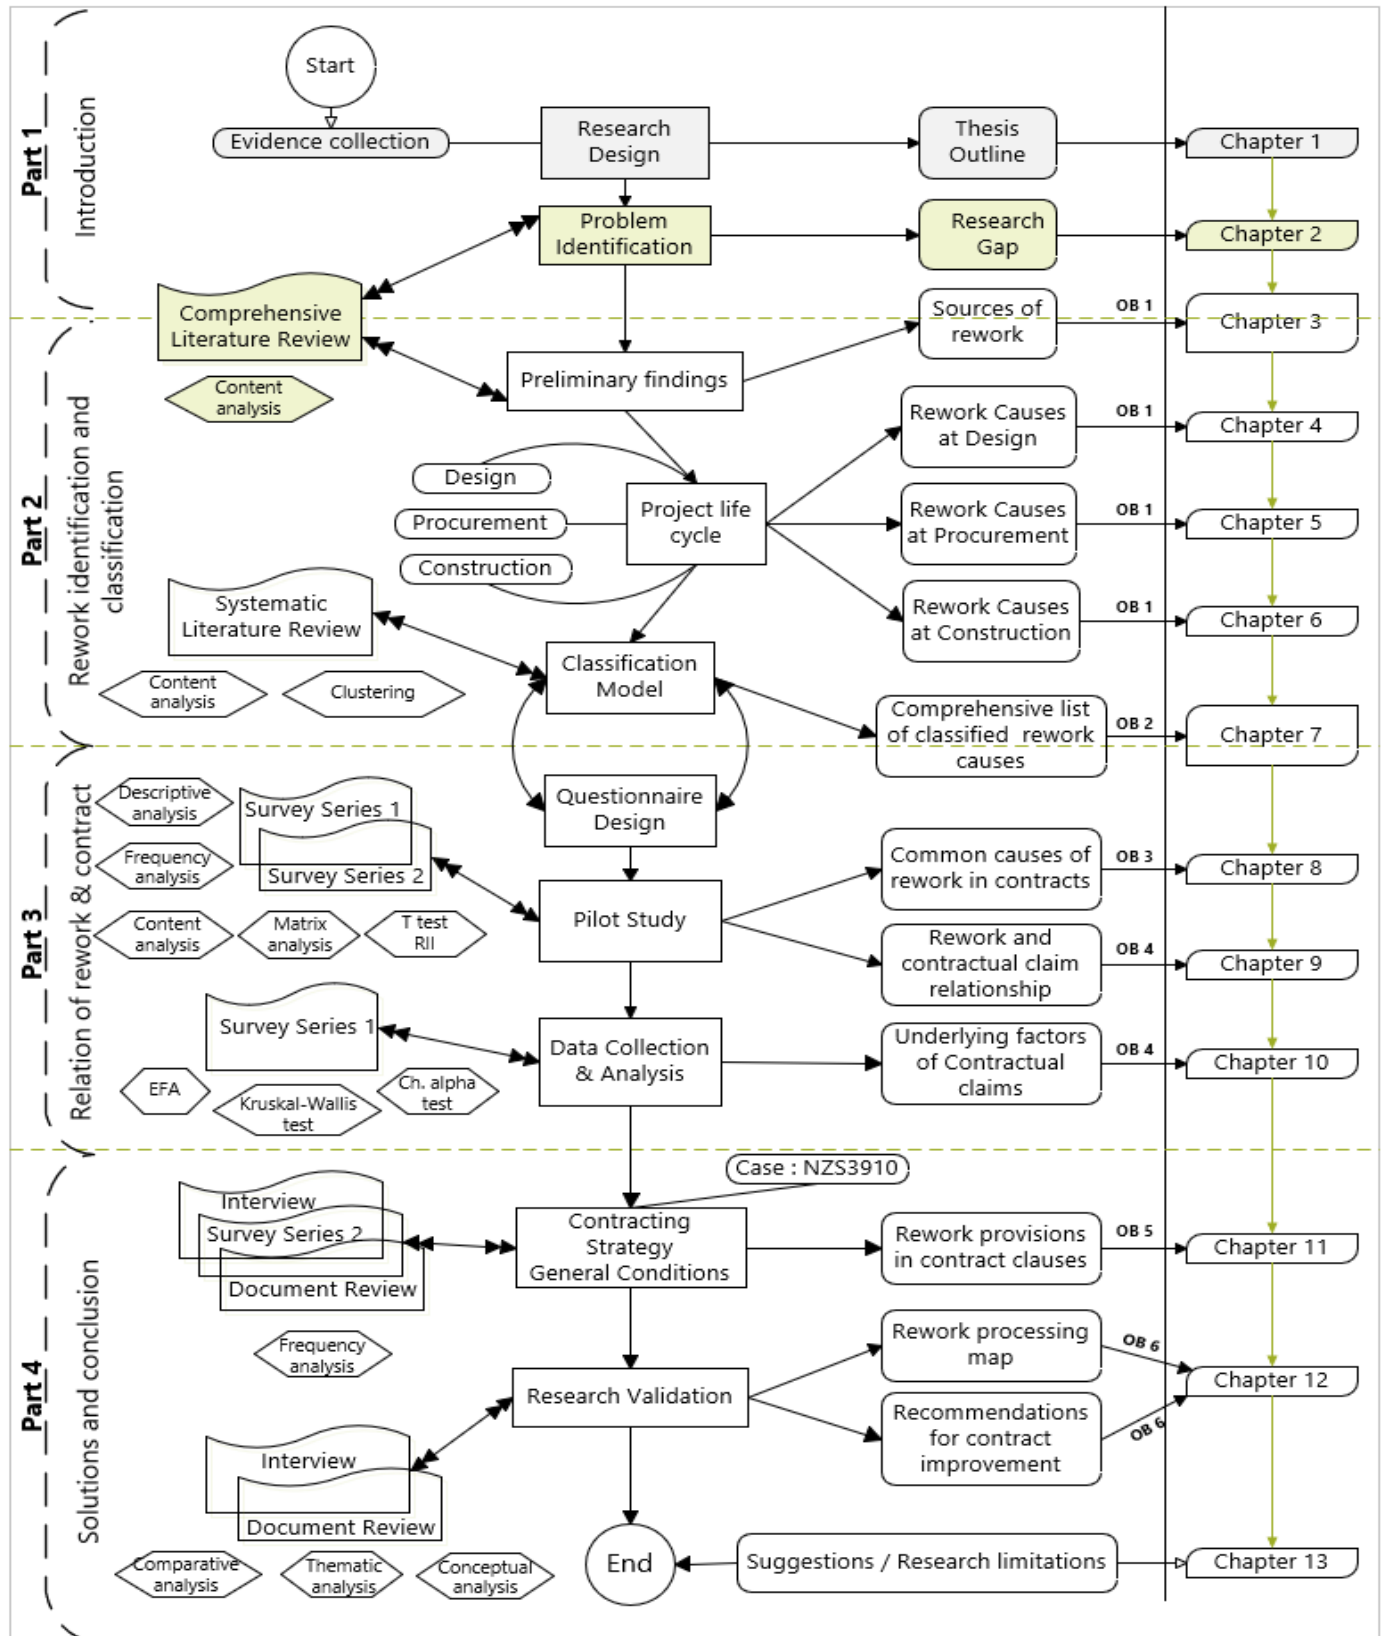 Part 1
Introduction
Start
Evidence collection
Research
Design
Thesis
Outline
Chapter 1
Problem
Identification
Research
Gap
Chapter 2
Comprehensive
Literature Review
Content
analysis
Part 2
Rework identification and
classification
Preliminary findings
Sources of
rework
OB 1
Chapter 3
Design
Procurement
Construction
Project life
cycle
Rework Causes
at Design
OB 1
Chapter 4
Rework Causes
at Procurement
OB 1
Chapter 5
Rework Causes
at Construction
OB 1
Chapter 6
Systematic
Literature Review
Content
analysis
Clustering
Classification
Model
Comprehensive list
of classified rework
causes
OB 2
Chapter 7
Part 3
Relation of rework & contract
Descriptive
analysis
Survey Series 1
Survey Series 2
Frequency
analysis
Content
analysis
Matrix
analysis
T test
RII
Questionnaire
Design
Pilot Study
Common causes of
rework in contracts
OB 3
Chapter 8
Rework and
contractual claim
relationship
OB 4
Chapter 9
Survey Series 1
EFA
Kruskal-Wallis
test
Ch. alpha
test
Data Collection
& Analysis
Underlying factors
of Contractual
claims
OB 4
Chapter 10
Part 4
Solutions and conclusion
Case : NZS3910
Interview
Survey Series 2
Document Review
Frequency
analysis
Contracting
Strategy
General Conditions
Rework provisions
in contract clauses
OB 5
Chapter 11
Research Validation
Rework processing
map
OB 6
Recommendations
for contract
improvement
OB 6
Chapter 12
Interview
Document Review
Comparative
analysis
Thematic
analysis
Conceptual
analysis
End
Suggestions / Research limitations
Chapter 13